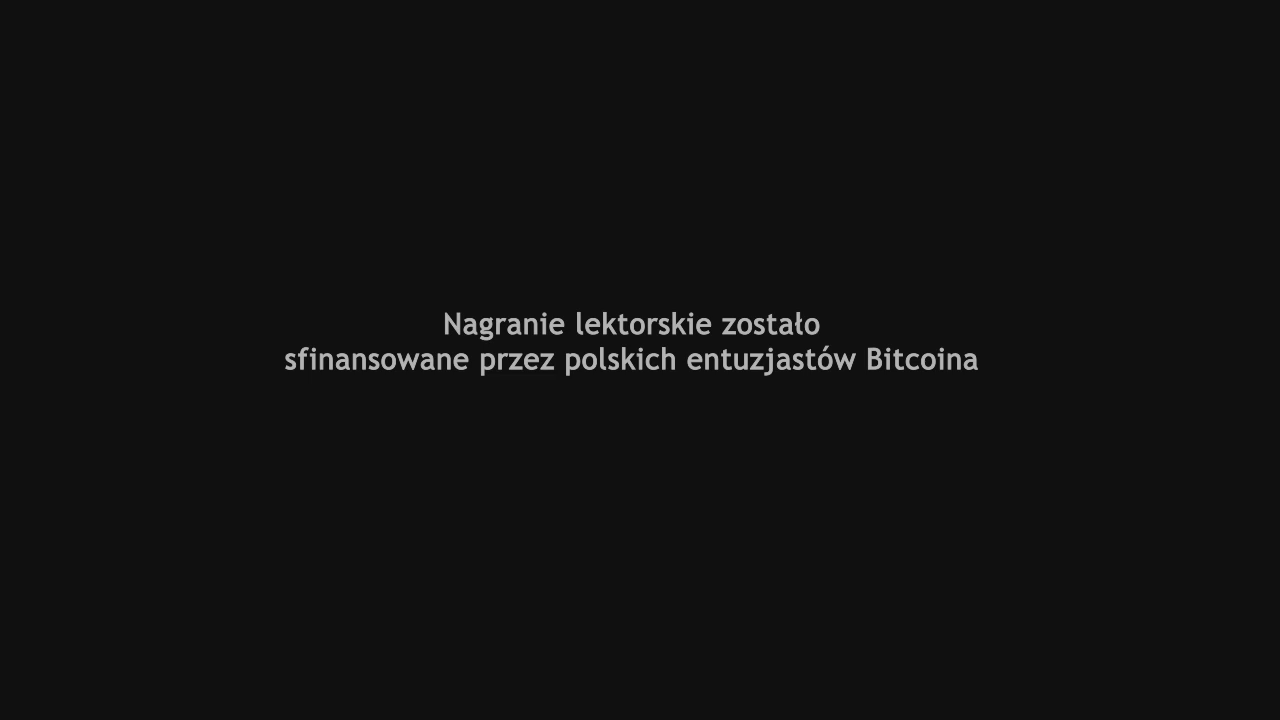 Nagranie lektorskie zostało
sfinansowane przez polskich entuzjastów Bitcoina